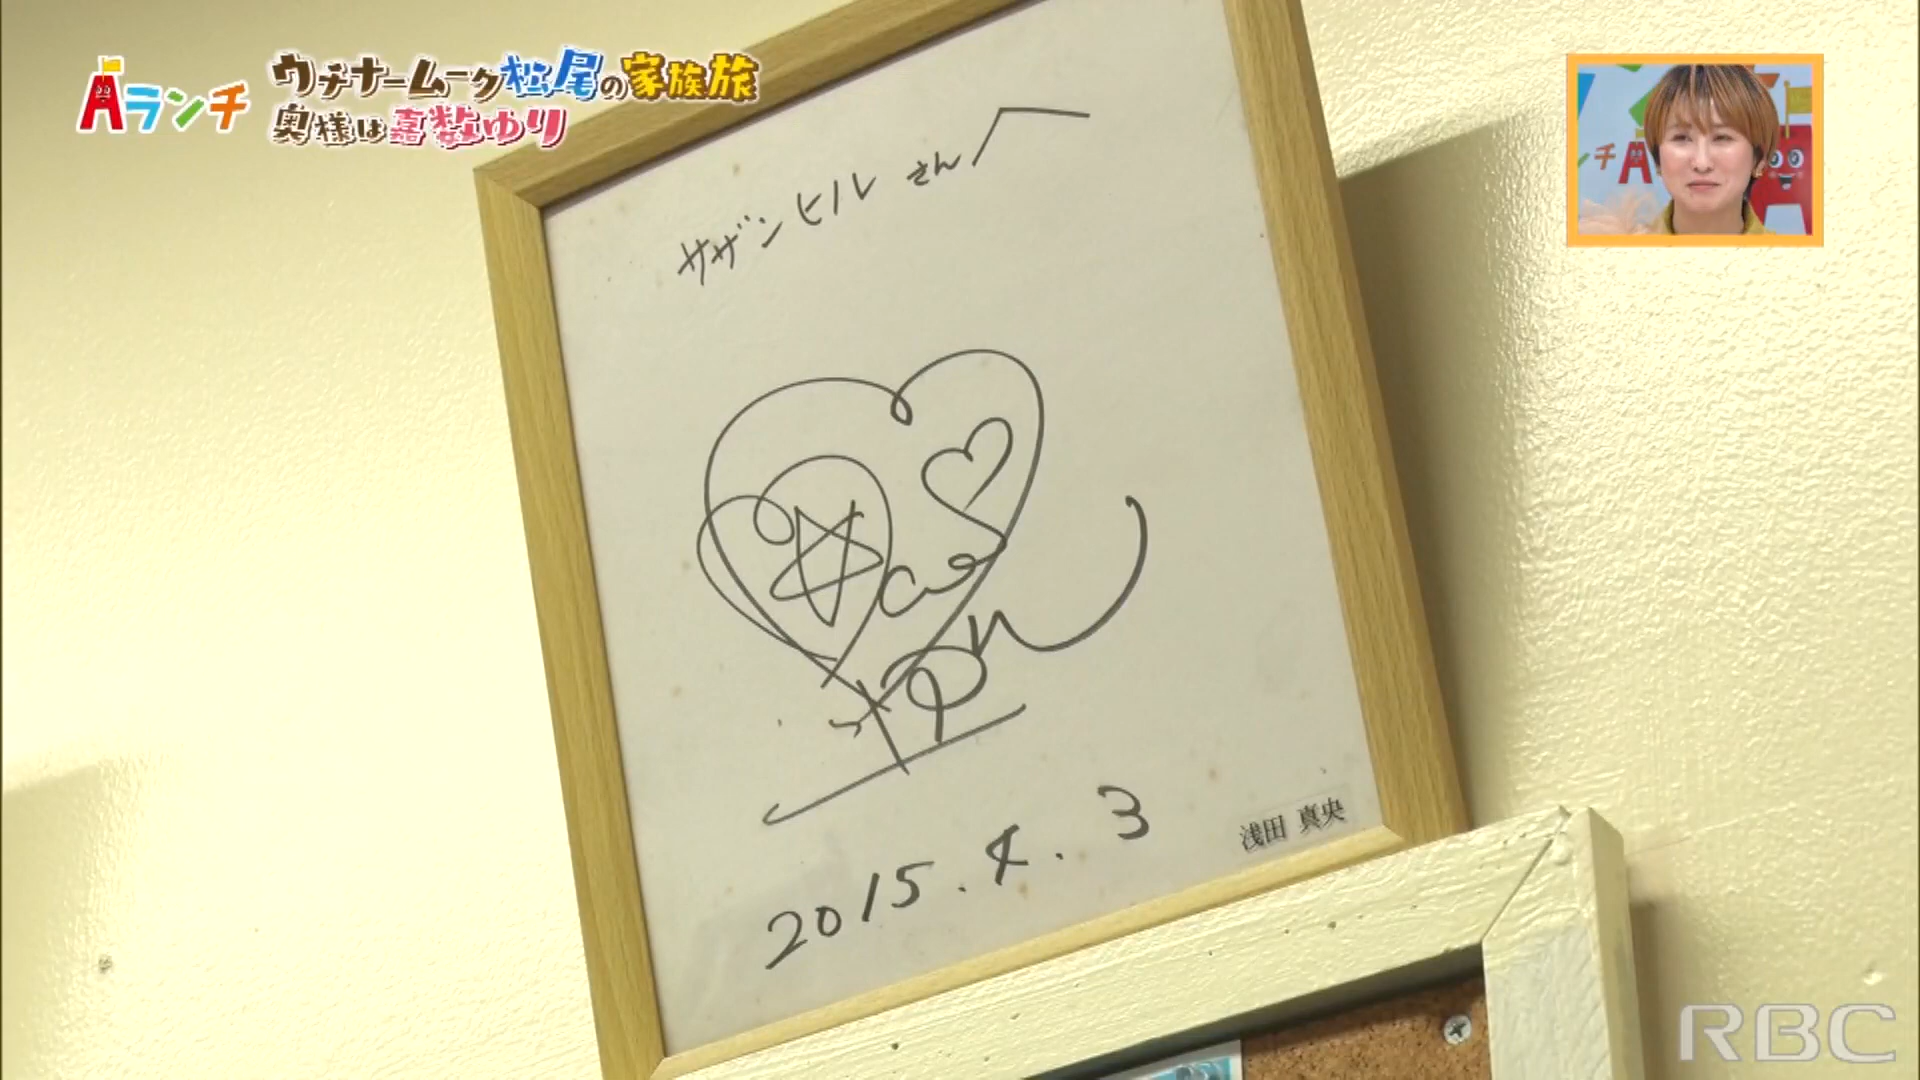 Aランチ
ウチナームーク松尾の家族旅
奥様は嘉数ゆり
サザンヒルさんへ
2015.4.3
浅田 真央
RBC